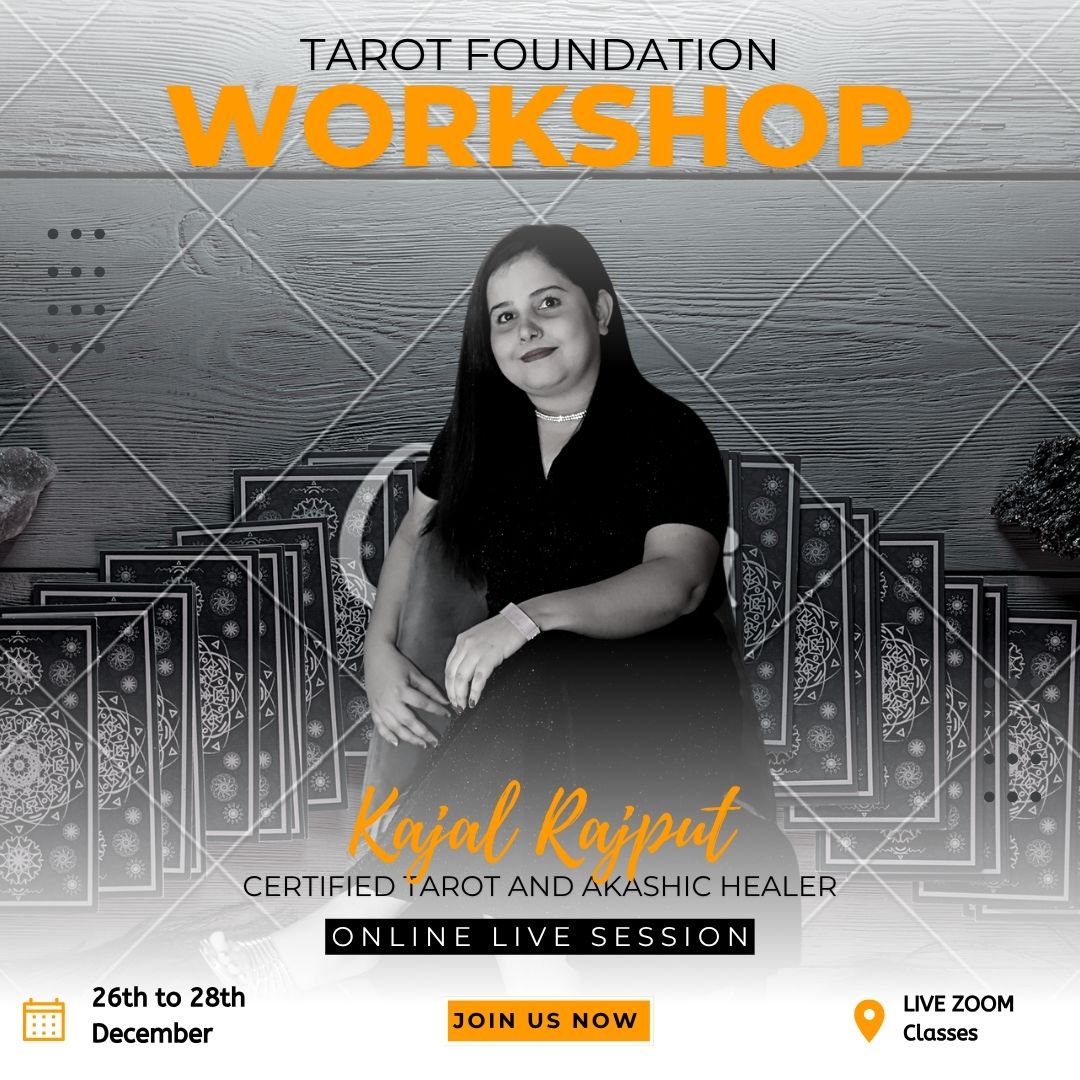 TAROT FOUNDATION
WORKSHOP
Kajal Rajput
CERTIFIED TAROT AND AKASHIC HEALER
ONLINE LIVE SESSION
26th to 28th
December
JOIN US NOW
LIVE ZOOM
Classes